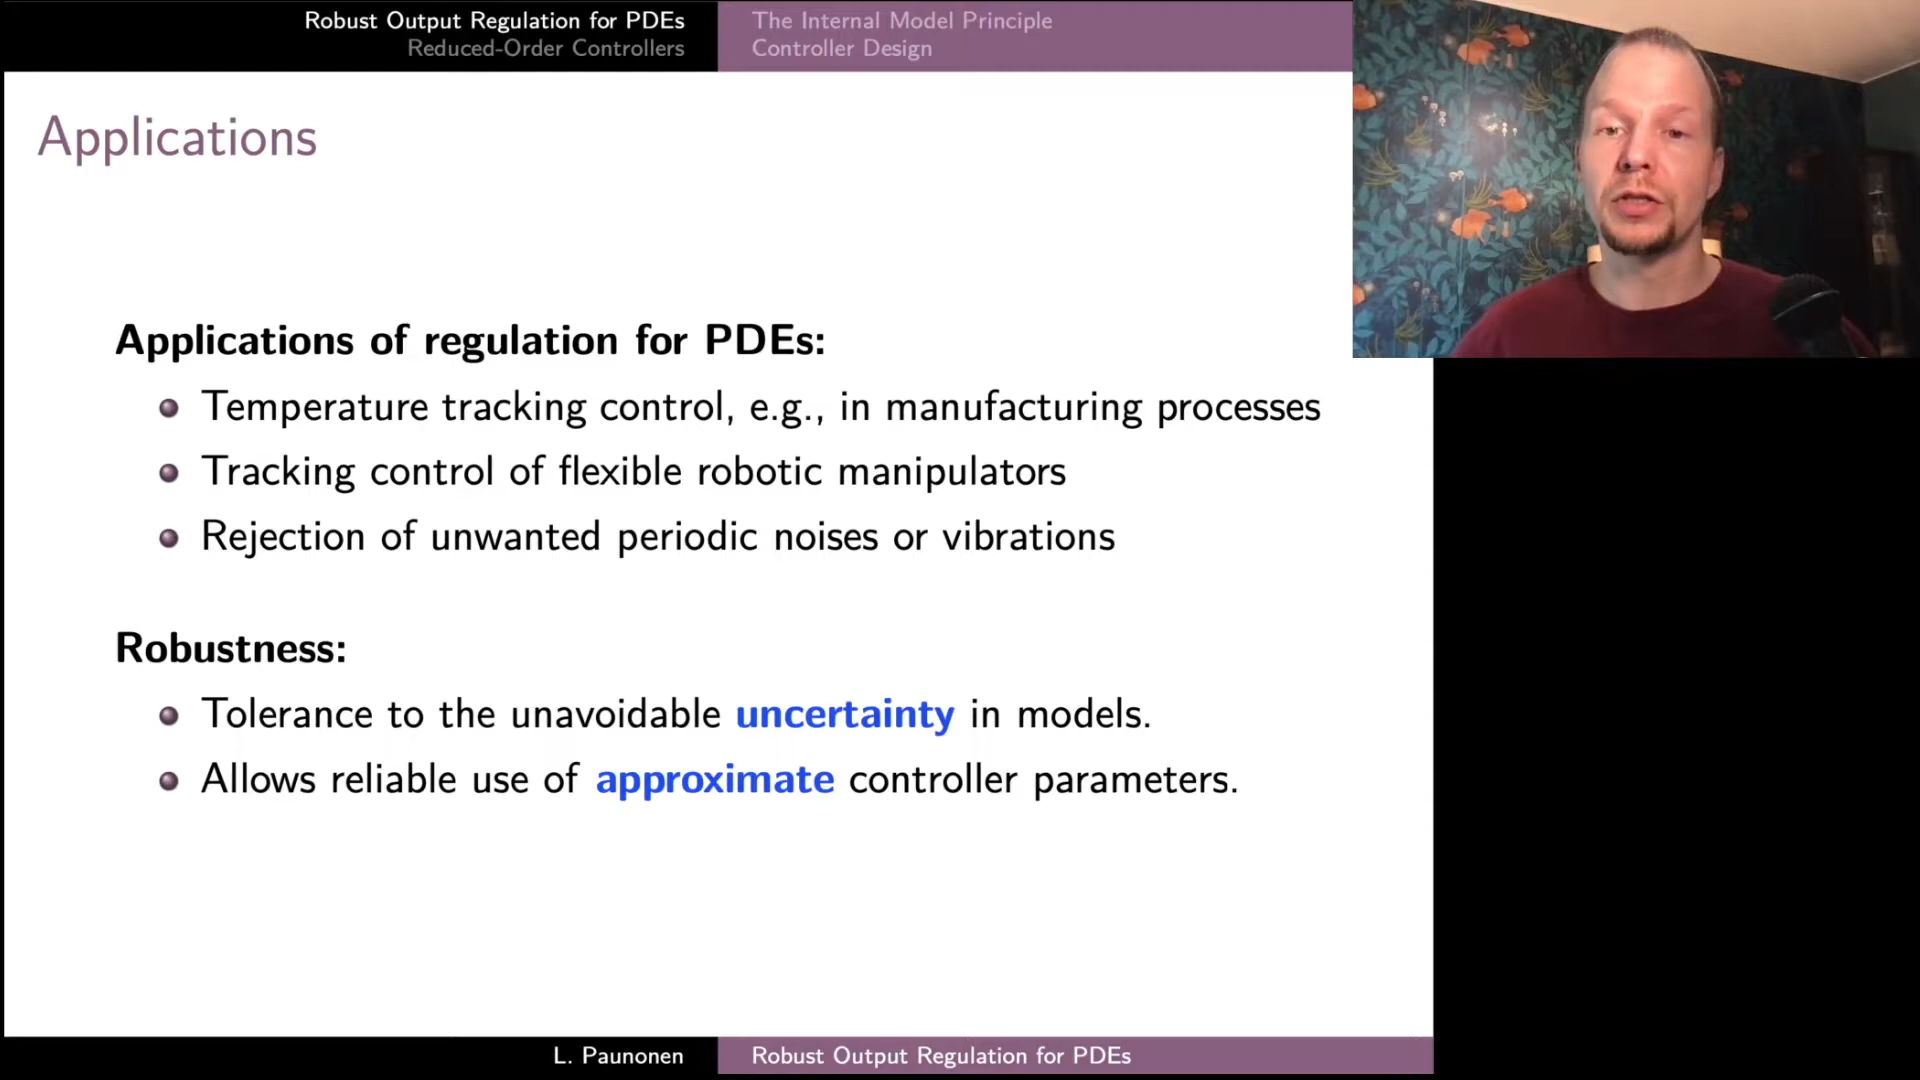 Robust Output Regulation for PDEs
Reduced-Order Controllers
The Internal Model Principle
Controller Design
Applications
Applications of regulation for PDEs:
Temperature tracking control, e.g., in manufacturing processes
Tracking control of flexible robotic manipulators
Rejection of unwanted periodic noises or vibrations
Robustness:
Tolerance to the unavoidable uncertainty in models.
Allows reliable use of approximate controller parameters.
L. Paunonen
Robust Output Regulation for PDEs